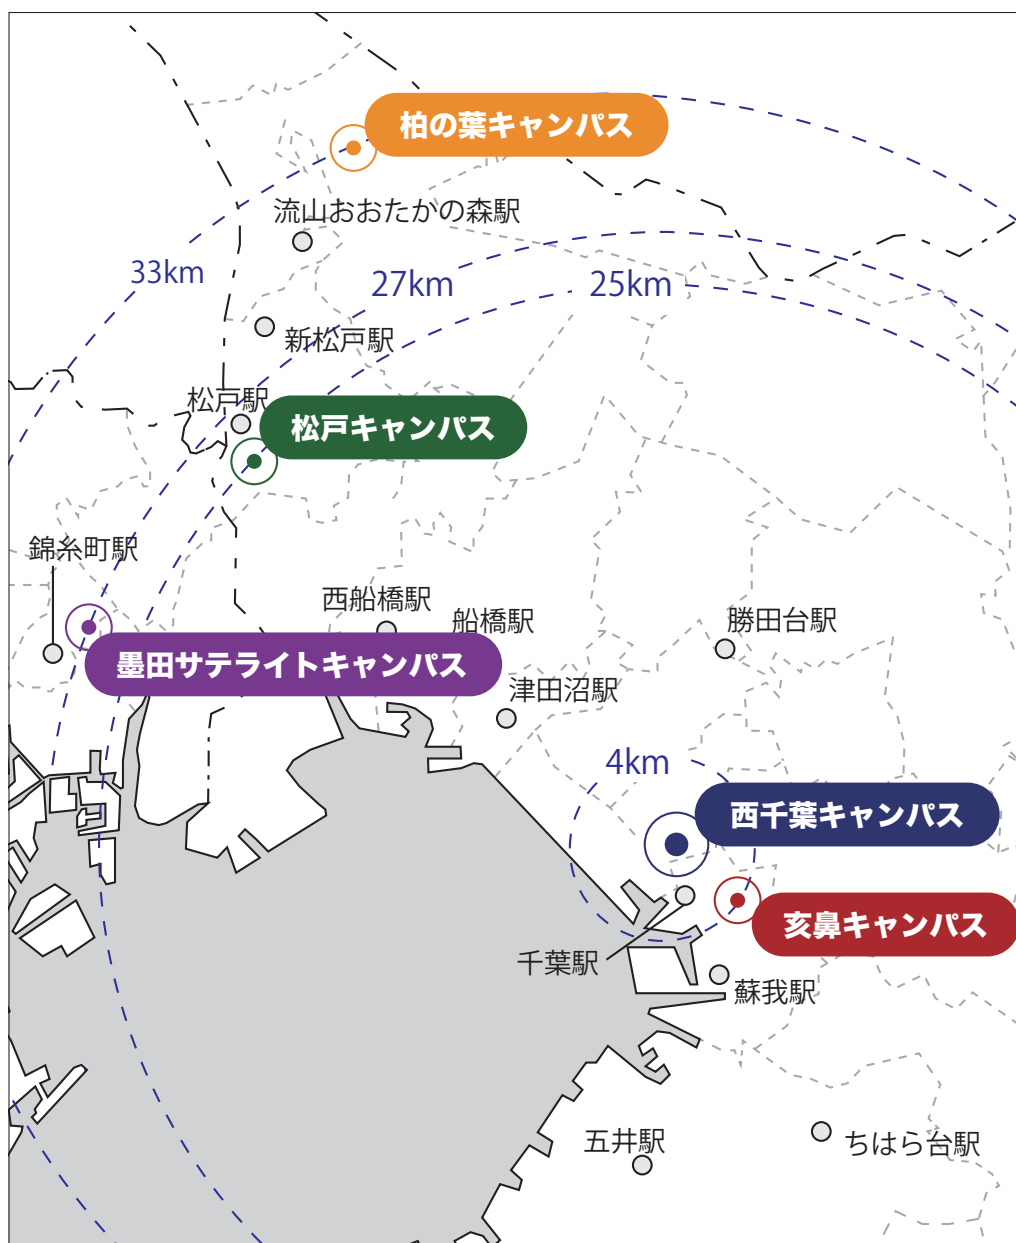 柏の葉キャンパス
流山おおたかの森駅
33km
27km
25km
新松戸駅
松戸駅
松戸キャンパス
錦糸町駅
西船橋駅
船橋駅
勝田台駅
墨田サテライトキャンパス
津田沼駅
4km
西千葉キャンパス
亥鼻キャンパス
千葉駅
蘇我駅
五井駅
ちはら台駅